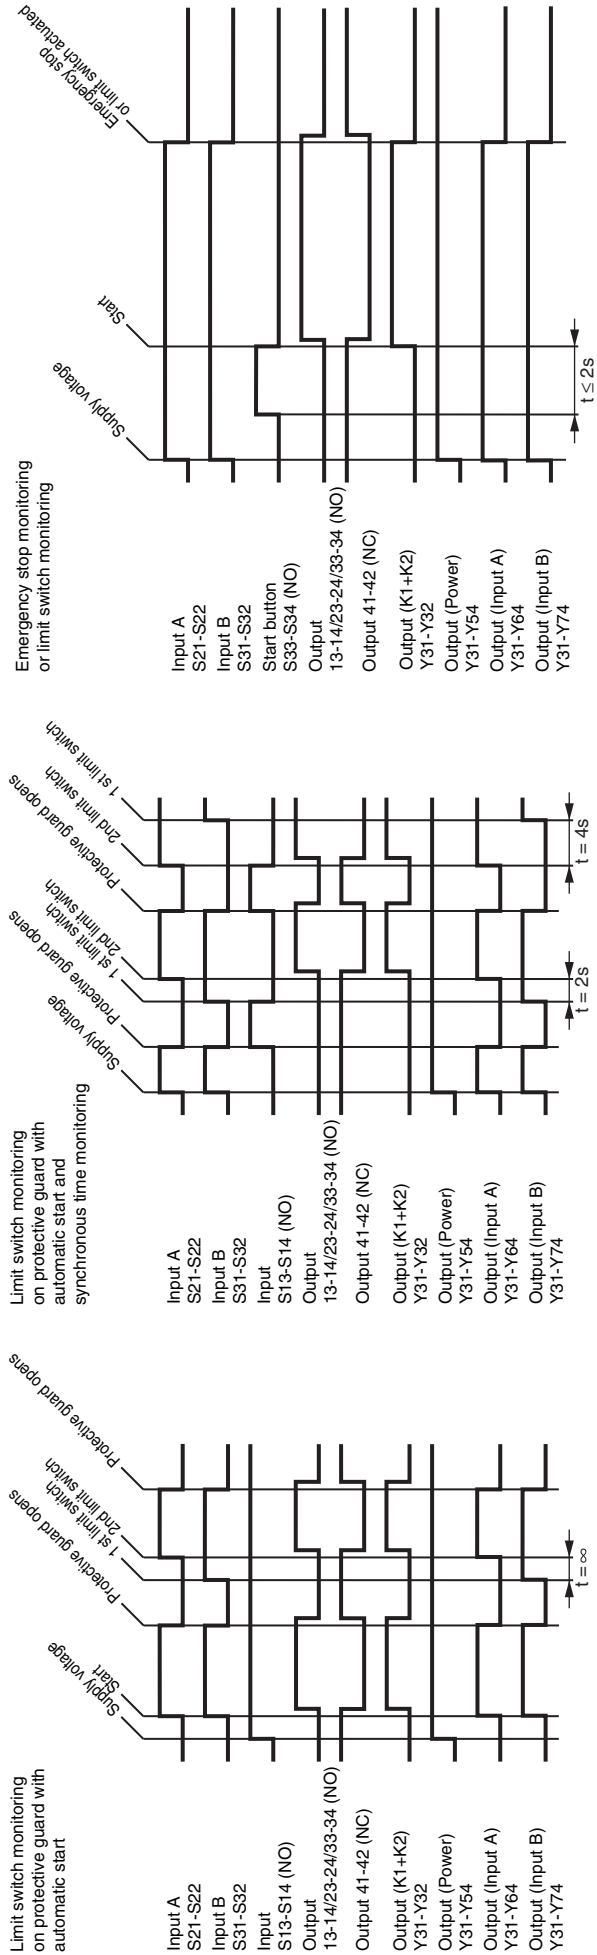 Limit switch monitoring
on protective guard with
automatic start
Supply voltage
Start
Protective guard opens
1 st limit switch
2nd limit switch
Protective guard opens
Input A
S21-S22
Input B
S31-S32
Input
S13-S14 (NO)
Output
13-14/23-24/33-34 (NO)
Output 41-42 (NC)
Output (K1+K2)
Y31-Y32
Output (Power)
Y31-Y54
Output (Input A)
Y31-Y64
Output (Input B)
Y31-Y74
t = ∞
Limit switch monitoring
on protective guard with
automatic start and
synchronous time monitoring
Supply voltage
Protective guard opens
1 st limit switch
2nd limit switch
Protective guard opens
2nd limit switch
1 st limit switch
Input A
S21-S22
Input B
S31-S32
Input
S13-S14 (NO)
Output
13-14/23-24/33-34 (NO)
Output 41-42 (NC)
Output (K1+K2)
Y31-Y32
Output (Power)
Y31-Y54
Output (Input A)
Y31-Y64
Output (Input B)
Y31-Y74
t = 2s
t = 4s
Emergency stop monitoring
or limit switch monitoring
Supply voltage
Start
Emergency stop
or limit switch actuated
Input A
S21-S22
Input B
S31-S32
Start button
S33-S34 (NO)
Output
13-14/23-24/33-34 (NO)
Output 41-42 (NC)
Output (K1+K2)
Y31-Y32
Output (Power)
Y31-Y54
Output (Input A)
Y31-Y64
Output (Input B)
Y31-Y74
t ≤ 2s